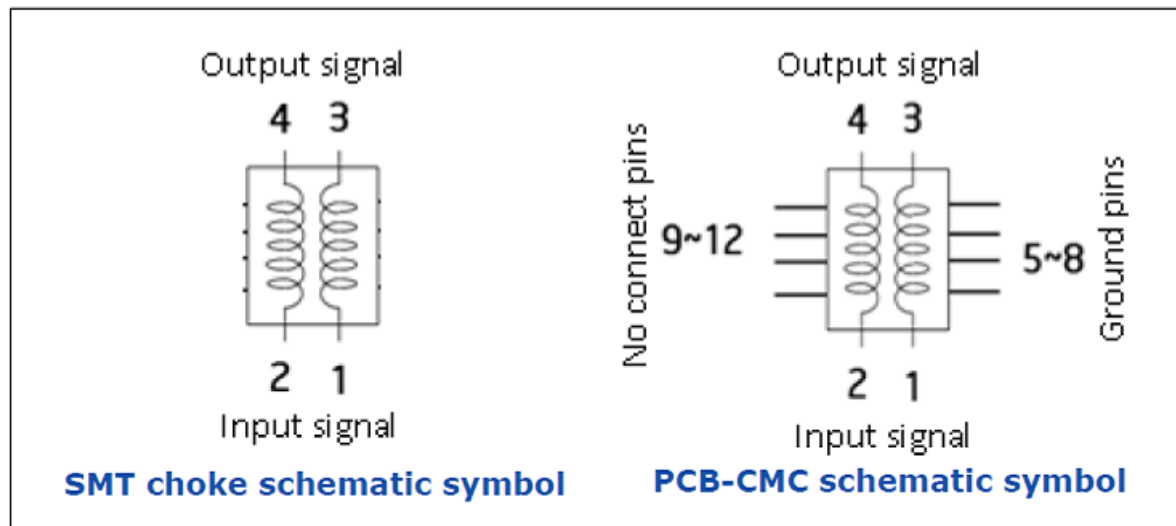 Output signal
4 3
2 1
Input signal
SMT choke schematic symbol
Output signal
4 3
No connect pins
9~12
5~8
Ground pins
2 1
Input signal
PCB-CMC schematic symbol